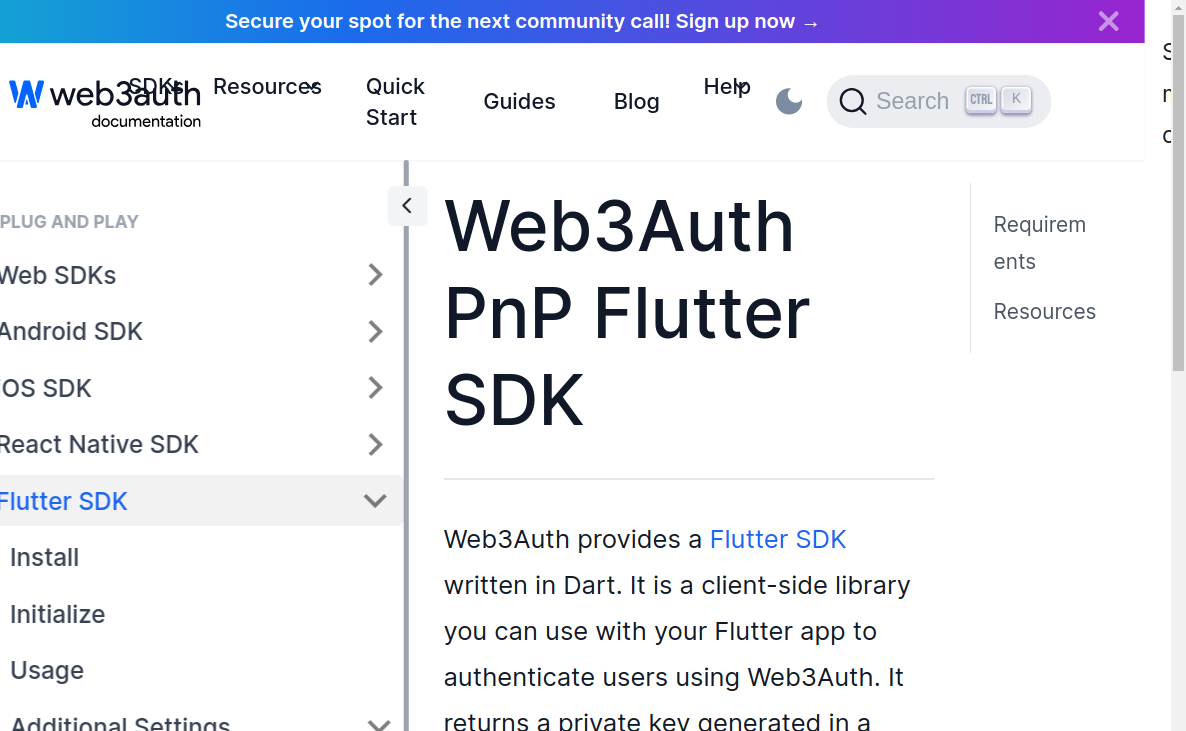 Secure your spot for the next community call! Sign up now →
web3auth
documentation
SDKs
Resources
Quick
Start
Guides
Blog
Help
Search
CTRL
K
PLUG AND PLAY
Web SDKs
Android SDK
iOS SDK
React Native SDK
Flutter SDK
Install
Initialize
Usage
Additional Settings
Web3Auth
PnP Flutter
SDK
Web3Auth provides a Flutter SDK
written in Dart. It is a client-side library
you can use with your Flutter app to
authenticate users using Web3Auth. It
returns a private key generated in a
Requirem
ents
Resources